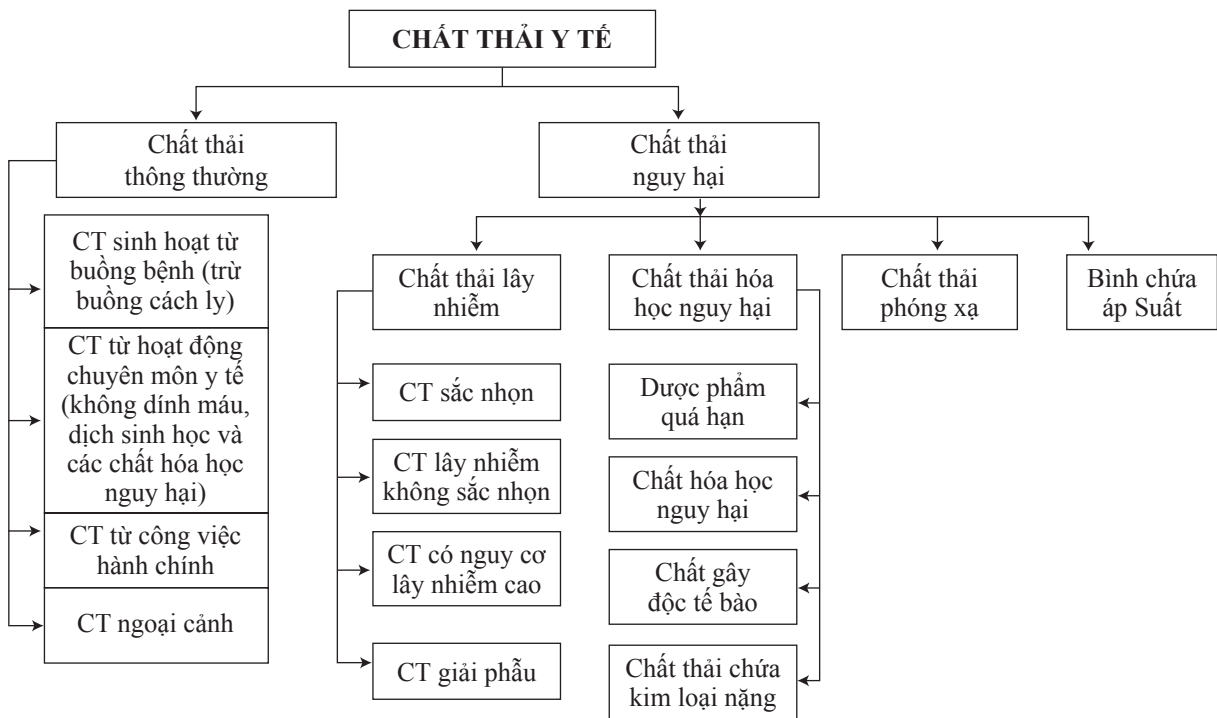 CHẤT THẢI Y TẾ
Chất thải
thông thường
Chất thải
nguy hại
CT sinh hoạt từ
buồng bệnh (trừ
buồng cách ly)
CT từ hoạt động
chuyên môn y tế
(không dính máu,
dịch sinh học và
các chất hóa học
nguy hại)
CT từ công việc
hành chính
CT ngoại cảnh
Chất thải lây
nhiễm
CT sắc nhọn
CT lây nhiễm
không sắc nhọn
CT có nguy cơ
lây nhiễm cao
CT giải phẫu
Chất thải hóa
học nguy hại
Dược phẩm
quá hạn
Chất hóa học
nguy hại
Chất gây
độc tế bào
Chất thải chứa
kim loại nặng
Chất thải
phóng xạ
Bình chưa
áp Suất